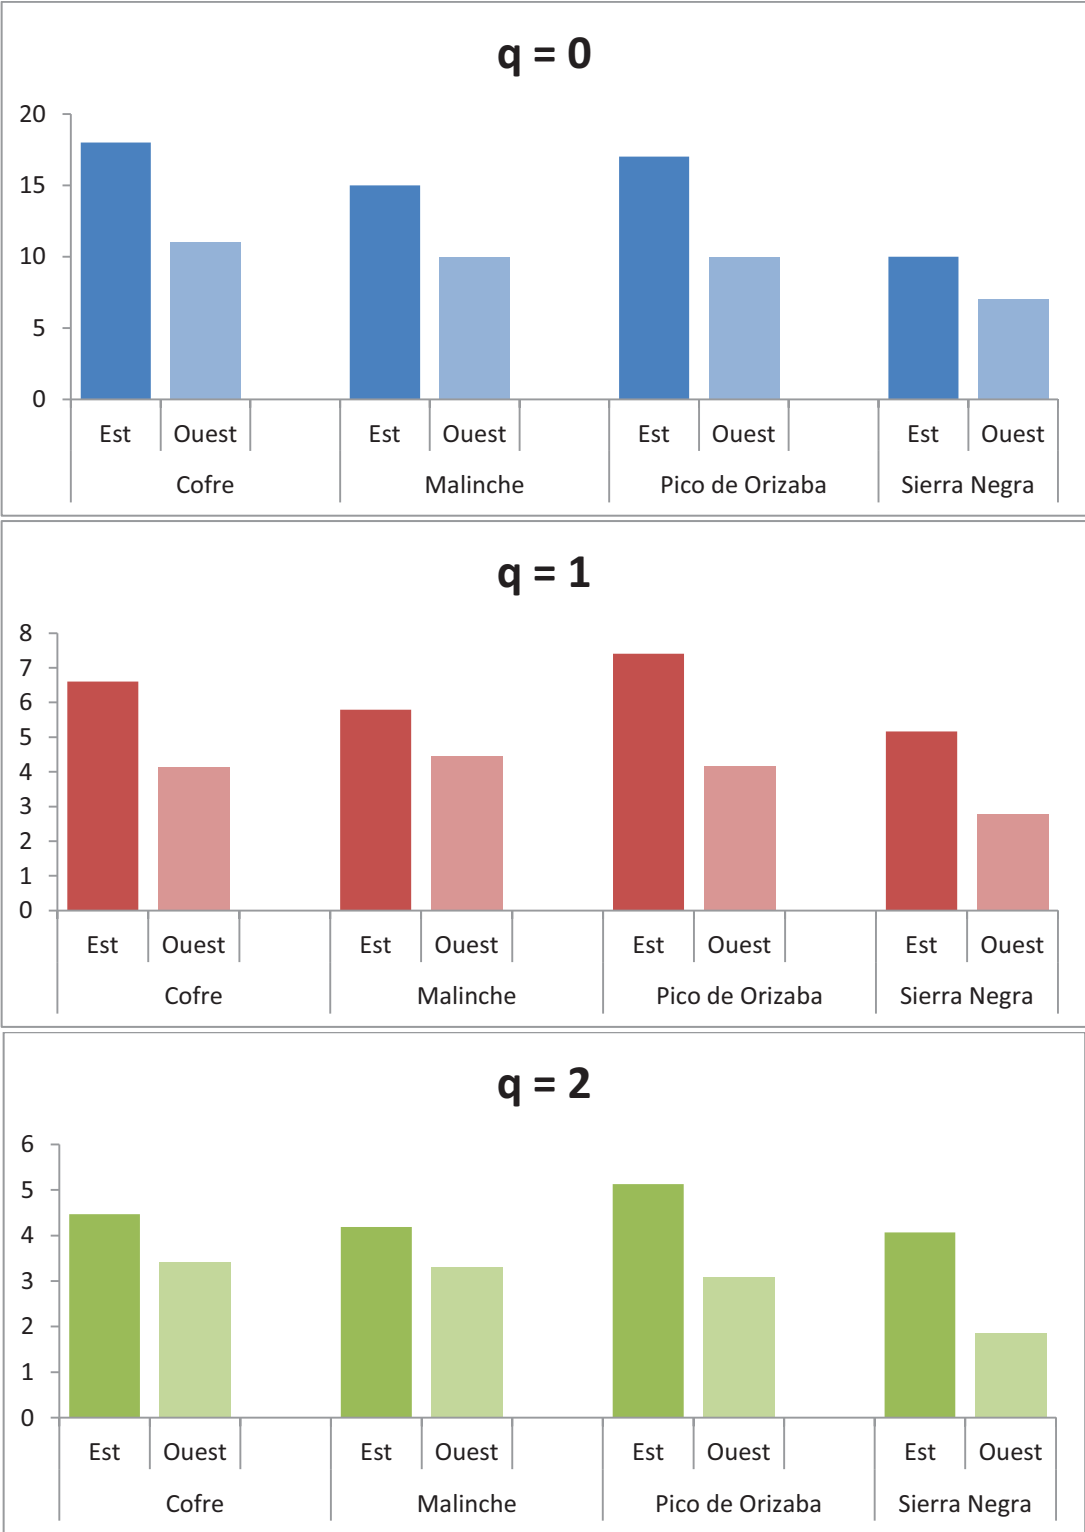 q = 0
20
15
10
5
0
Est Ouest Est Ouest Est Ouest Est Ouest
Cofre Malinche Pico de Orizaba Sierra Negra
q = 1
8
7
6
5
4
3
2
1
0
Est Ouest Est Ouest Est Ouest Est Ouest
Cofre Malinche Pico de Orizaba Sierra Negra
q = 2
6
5
4
3
2
1
0
Est Ouest Est Ouest Est Ouest Est Ouest
Cofre Malinche Pico de Orizaba Sierra Negra